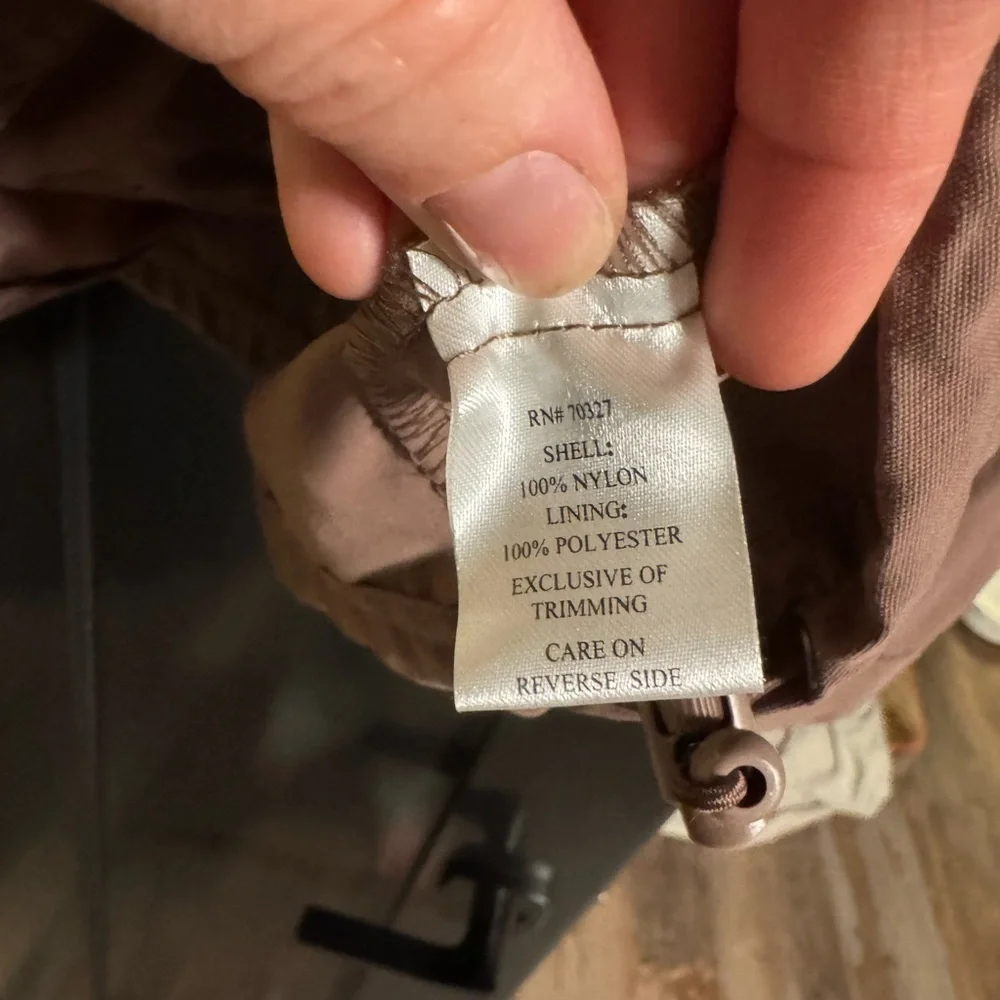 RN# 70327
SHELL:
100% NYLON
LINING:
100% POLYESTER
EXCLUSIVE OF
TRIMMING
CARE ON
REVERSE SIDE